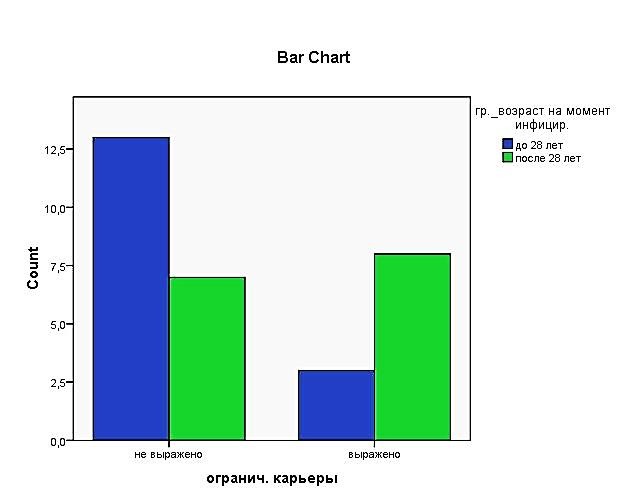 Bar Chart
гр._возраст на момент
инфицир.
до 28 лет
после 28 лет
Count
12,5
10,0
7,5
5,0
2,5
0,0
не выражено
выражено
огранич. карьеры